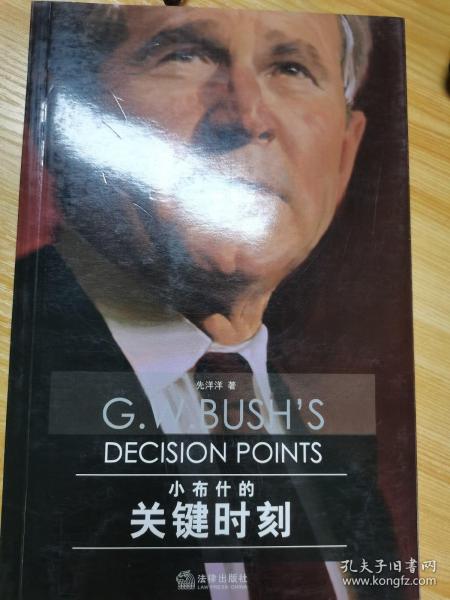 先洋洋 著
G.W.BUSH'S
DECISION POINTS
小布什的
关键时刻
法律出版社
LAW PRESS·CHINA
孔夫子旧书网
www.kongfz.com